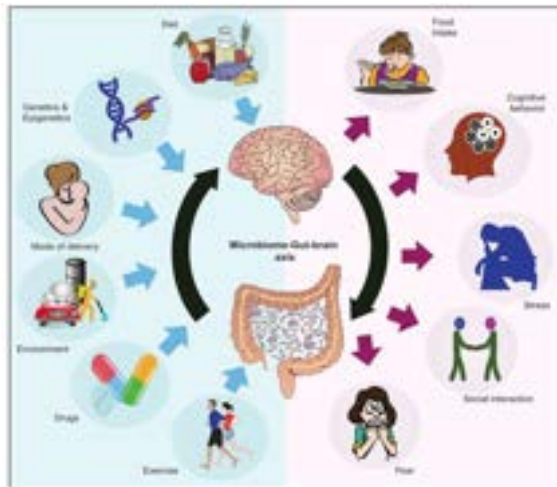 Diet
Food
Intake
Genetics &
Epigenetics
Cognitive
behavior
Mode of delivery
Microbiome-Gut-brain
axis
Environment
Stress
Drugs
Social interaction
Exercise
Fear